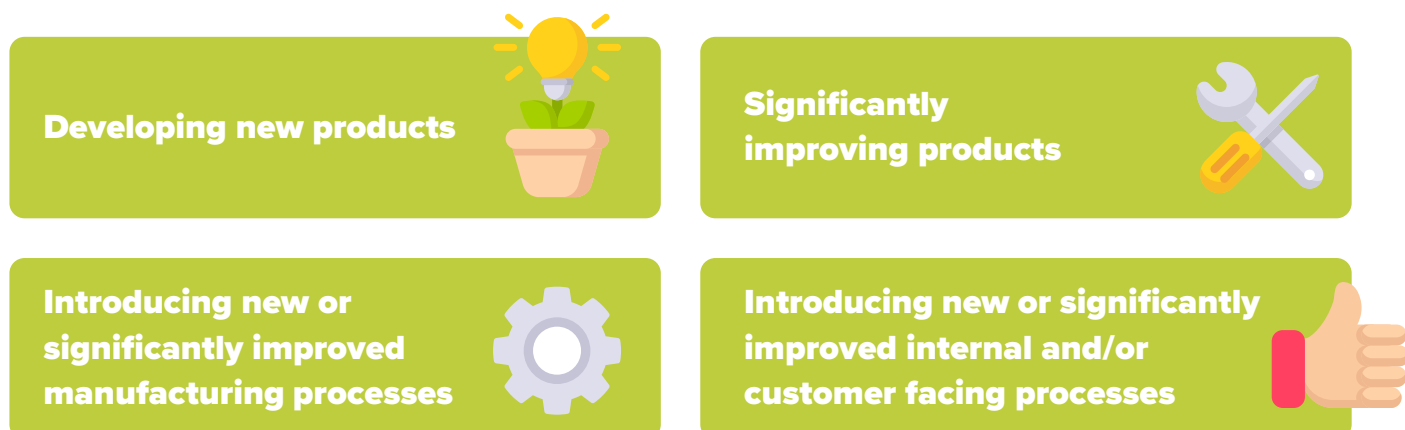 Developing new products
Significantly
improving products
Introducing new or
significantly improved
manufacturing processes
Introducing new or significantly
improved internal and/or
customer facing processes